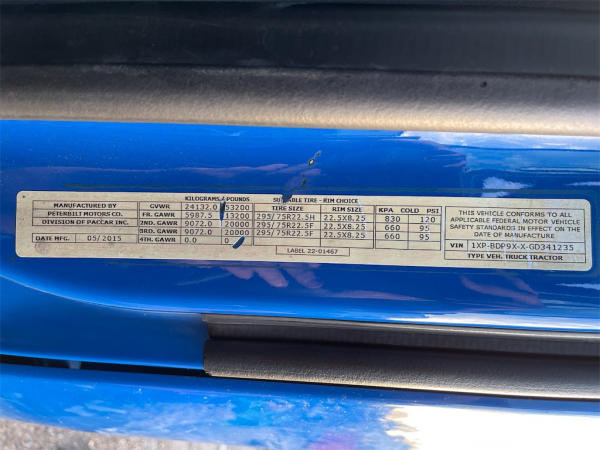 KILOGRAMS / POUNDS SUITABLE TIRE - RIM CHOICE
MANUFACTURED BY GVWR 24132.0 53200 TIRE SIZE RIM SIZE KPA COLD PSI
PETERBILT MOTORS CO. FR. GAWR 5987.5 13200 295/75R22.5H 22.5X8.25 830 120
DIVISION OF PACCAR INC. 2ND. GAWR 9072.0 20000 295/75R22.5F 22.5X8.25 660 95
3RD. GAWR 9072.0 20000 295/75R22.5F 22.5X8.25 660 95
DATE MFG. 05/2015 4TH. GAWR 0.0 0
LABEL 22-01467
THIS VEHICLE CONFORMS TO ALL
APPLICABLE FEDERAL MOTOR VEHICLE
SAFETY STANDARDS IN EFFECT ON THE
DATE OF MANUFACTURE
VIN 1XP-BDP9X-X-GD341235
TYPE VEH. TRUCK TRACTOR